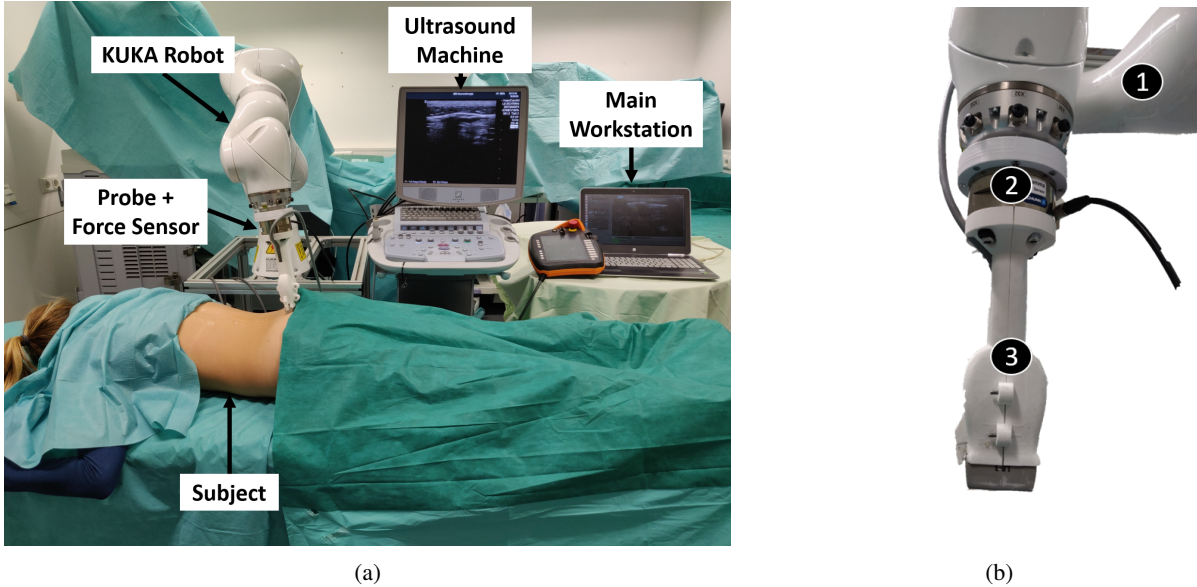 KUKA Robot
Ultrasound
Machine
Main
Workstation
Probe +
Force Sensor
Subject
(a)
1
2
3
(b)